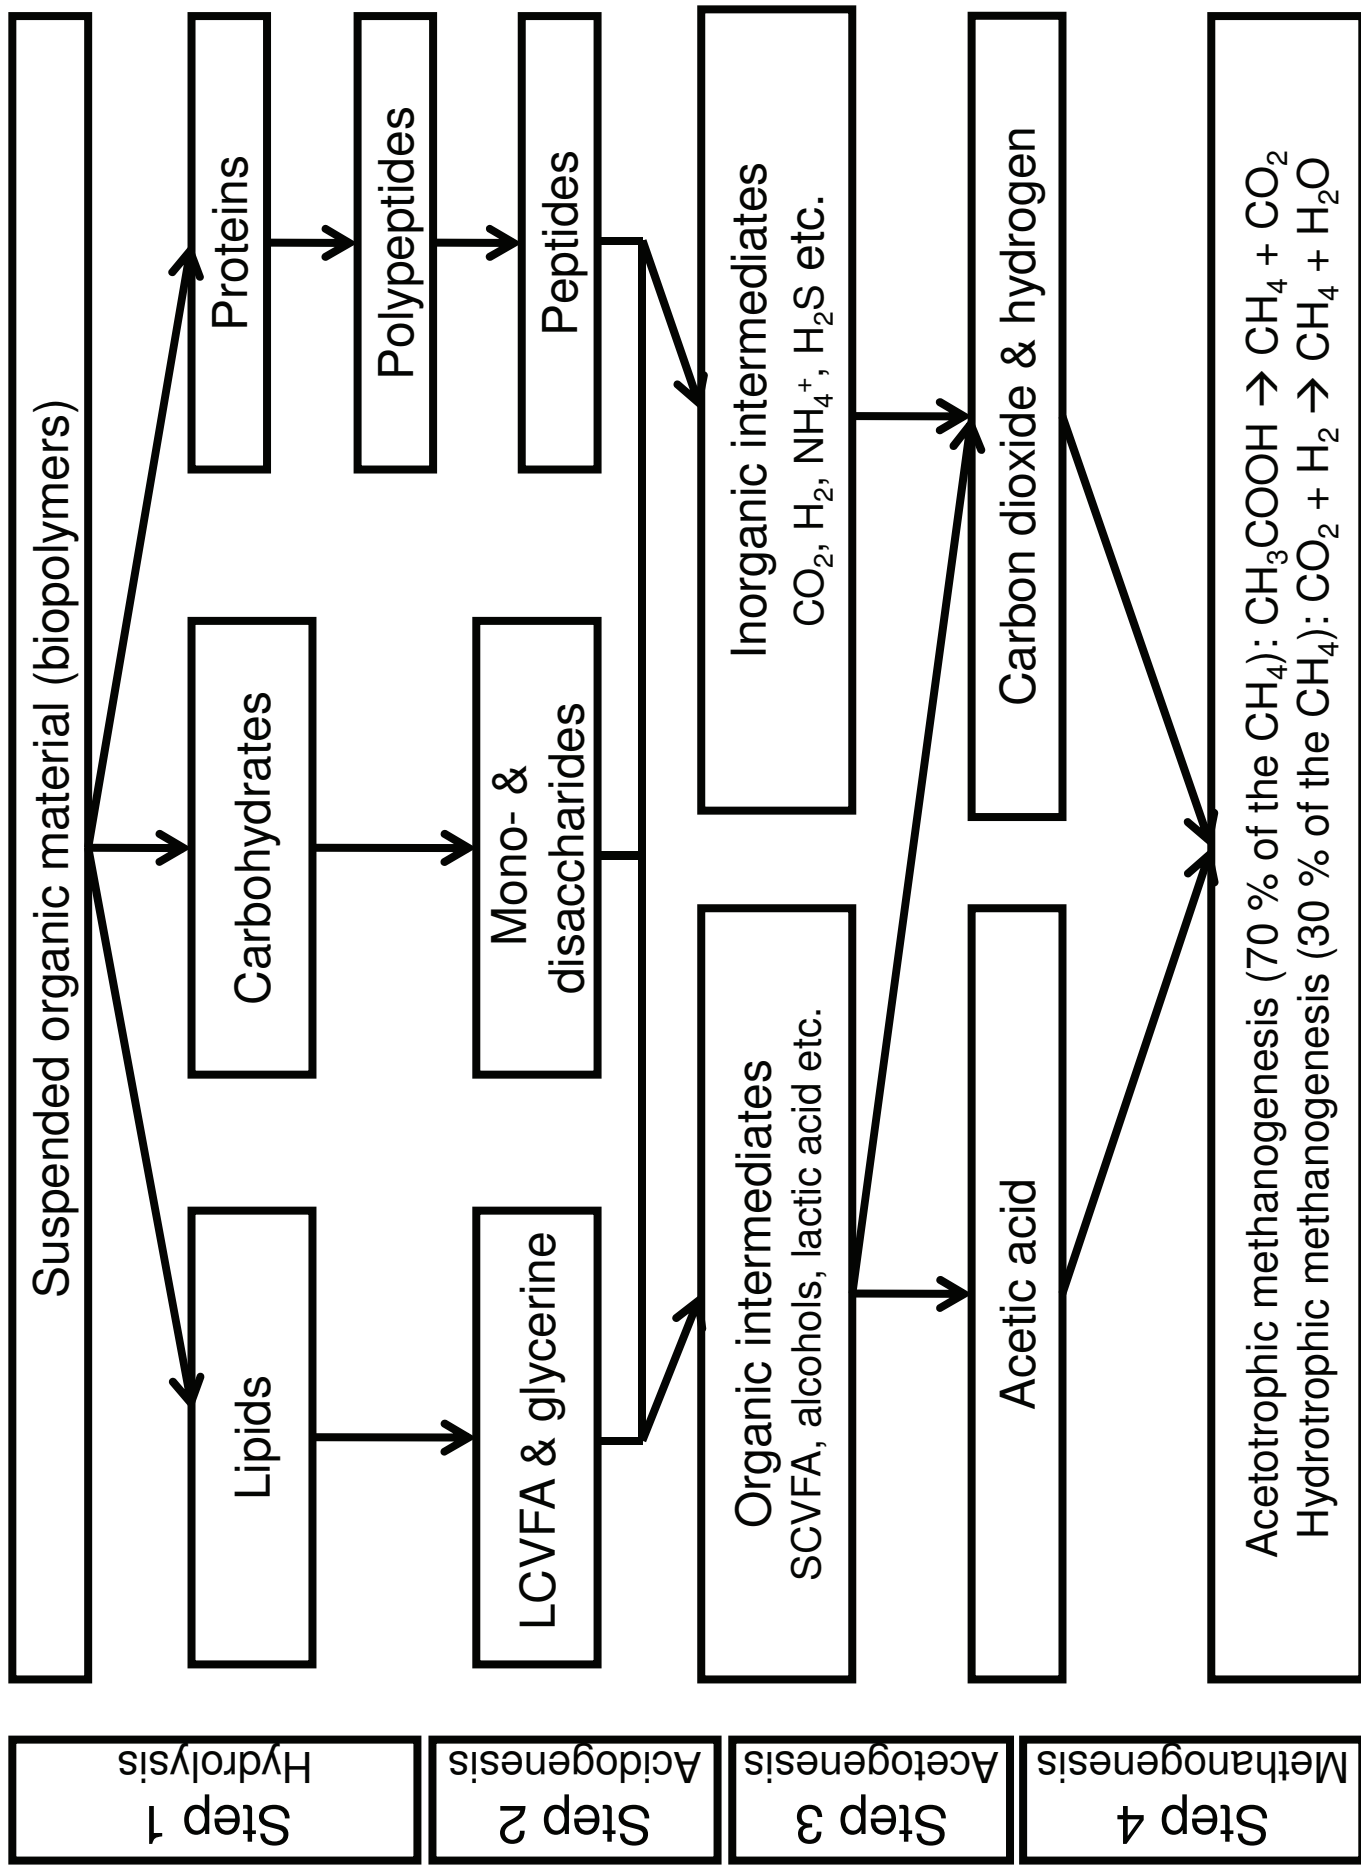 Step 1
Hydrolysis
Step 2
Acidogenesis
Step 3
Acetogenesis
Step 4
Methanogenesis
Suspended organic material (biopolymers)
Lipids
Carbohydrates
Proteins
Polypeptides
LCVFA & glycerine
Mono- &
disaccharides
Peptides
Organic intermediates
SCVFA, alcohols, lactic acid etc.
Inorganic intermediates
CO₂, H₂, NH₄⁺, H₂S etc.
Acetic acid
Carbon dioxide & hydrogen
Acetotrophic methanogenesis (70 % of the CH₄): CH₃COOH → CH₄ + CO₂
Hydrotrophic methanogenesis (30 % of the CH₄): CO₂ + H₂ → CH₄ + H₂O